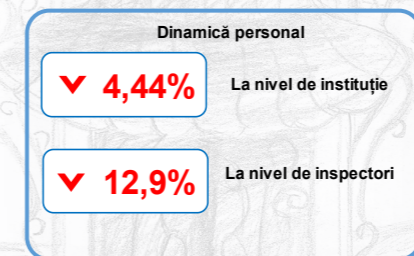 Dinamică personal
4,44% La nivel de instituție
12,9% La nivel de inspectori